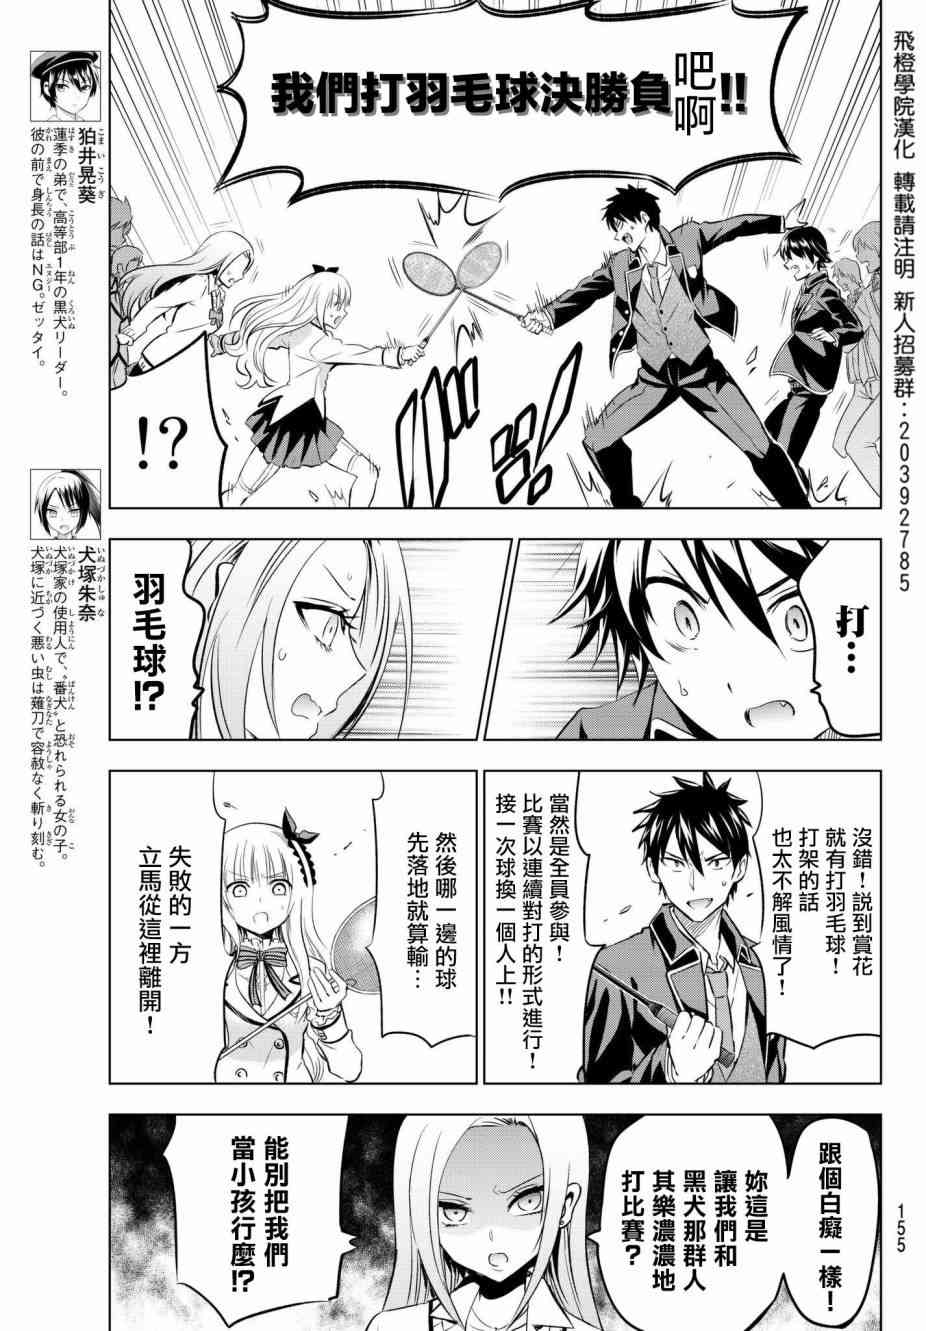 我們打羽毛球決勝負吧啊!!
!?
打…
羽毛球!?
沒錯！説到賞花
就有打羽毛球！
打架的話
也太不解風情了！
當然是全員參與！
比賽以連續對打的形式進行！
接一次球換一個人上!!
然後哪一邊的球
先落地就算輸…
失敗的一方
立馬從這裡離開！
跟個白癡一樣！
妳這是
讓我們和
黑犬那群人
其樂濃濃地
打比賽？
能別把我們
當小孩行麼!?
狛井晃葵
蓮季の弟で、高等部1年の黒犬リーダー。
彼の前で身長の話はNG。ゼッタイ。
犬塚朱奈
犬塚家の使用人で、〝番犬〟と恐れられる女の子。
犬塚に近づく悪い虫は薙刀で容赦なく斬り刻む。
飛橙學院漢化 轉載請注明 新人招募群：203927885
155